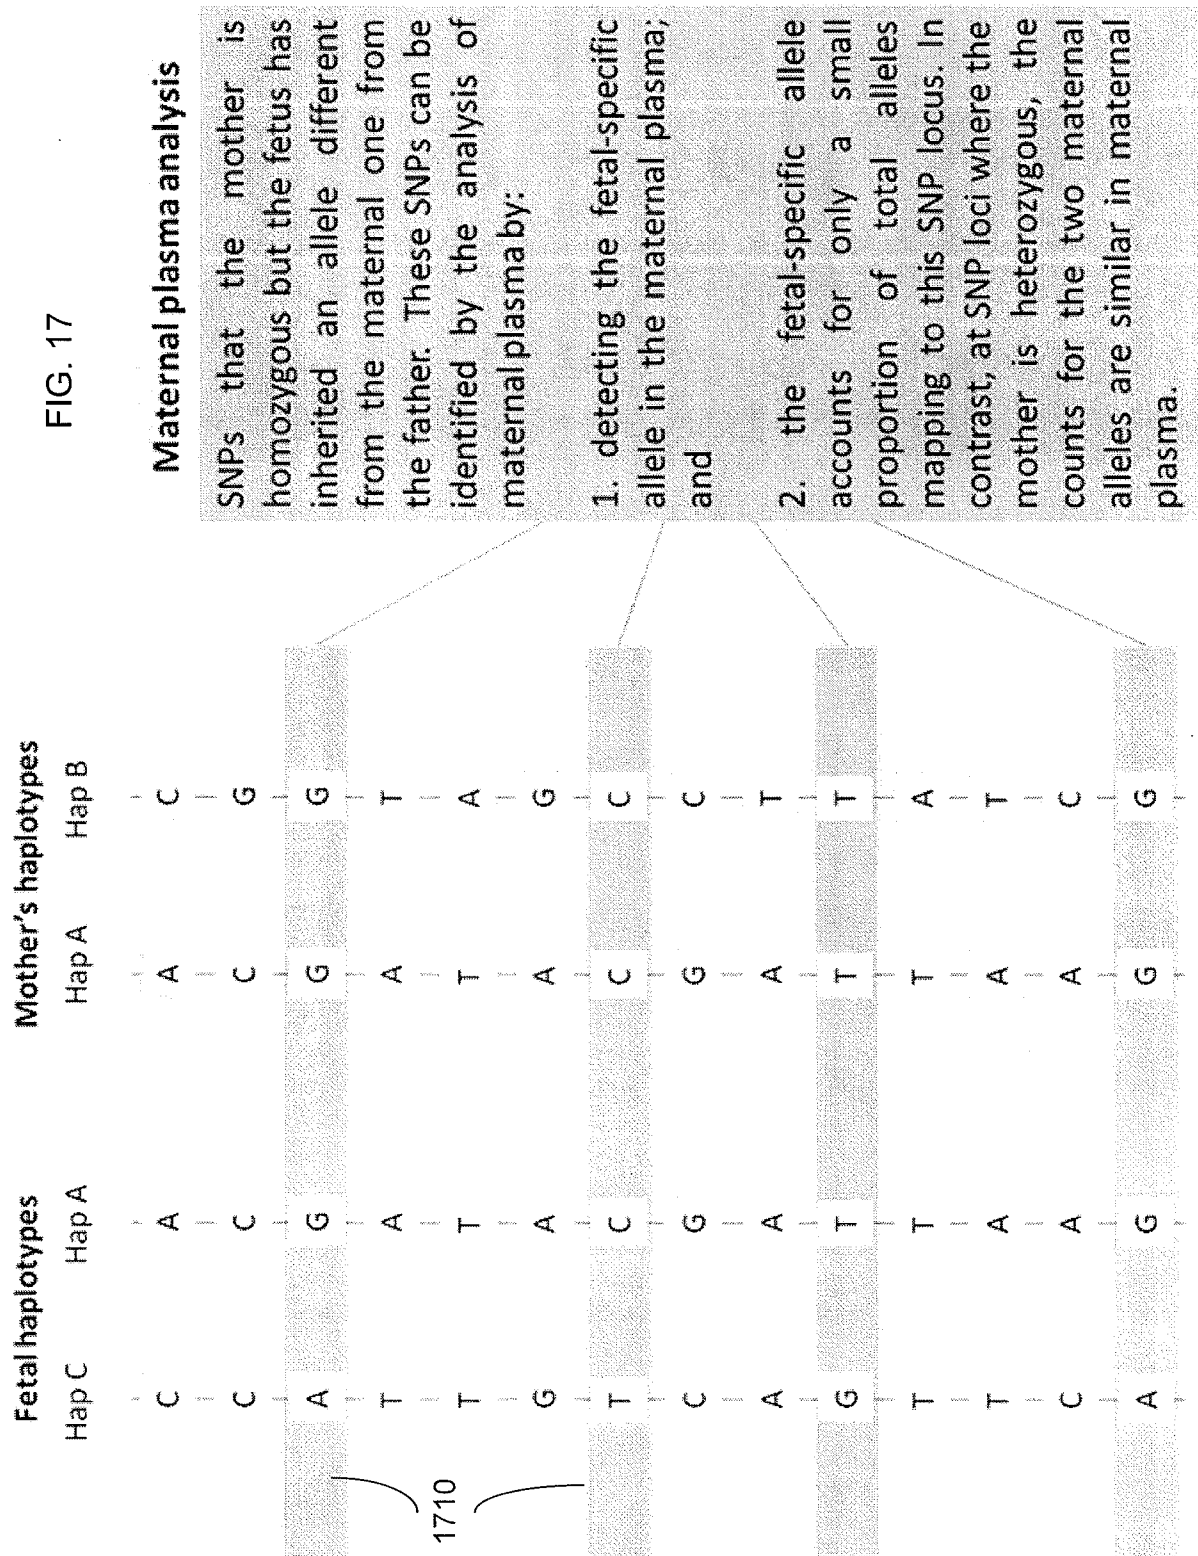 FIG. 17
Fetal haplotypes
Mother's haplotypes
Hap C Hap A Hap A Hap B
C A A C
C C C G
A G G G
T A A T
T T T A
G A A G
T C C C
C G G C
A A A T
G T T T
T T T A
T A A T
C A A C
A G G G
1710
Maternal plasma analysis
SNPs that the mother is
homozygous but the fetus has
inherited an allele different
from the maternal one from
the father. These SNPs can be
identified by the analysis of
maternal plasma by:
1. detecting the fetal-specific
allele in the maternal plasma;
and
2. the fetal-specific allele
accounts for only a small
proportion of total alleles
mapping to this SNP locus. In
contrast, at SNP loci where the
mother is heterozygous, the
counts for the two maternal
alleles are similar in maternal
plasma.